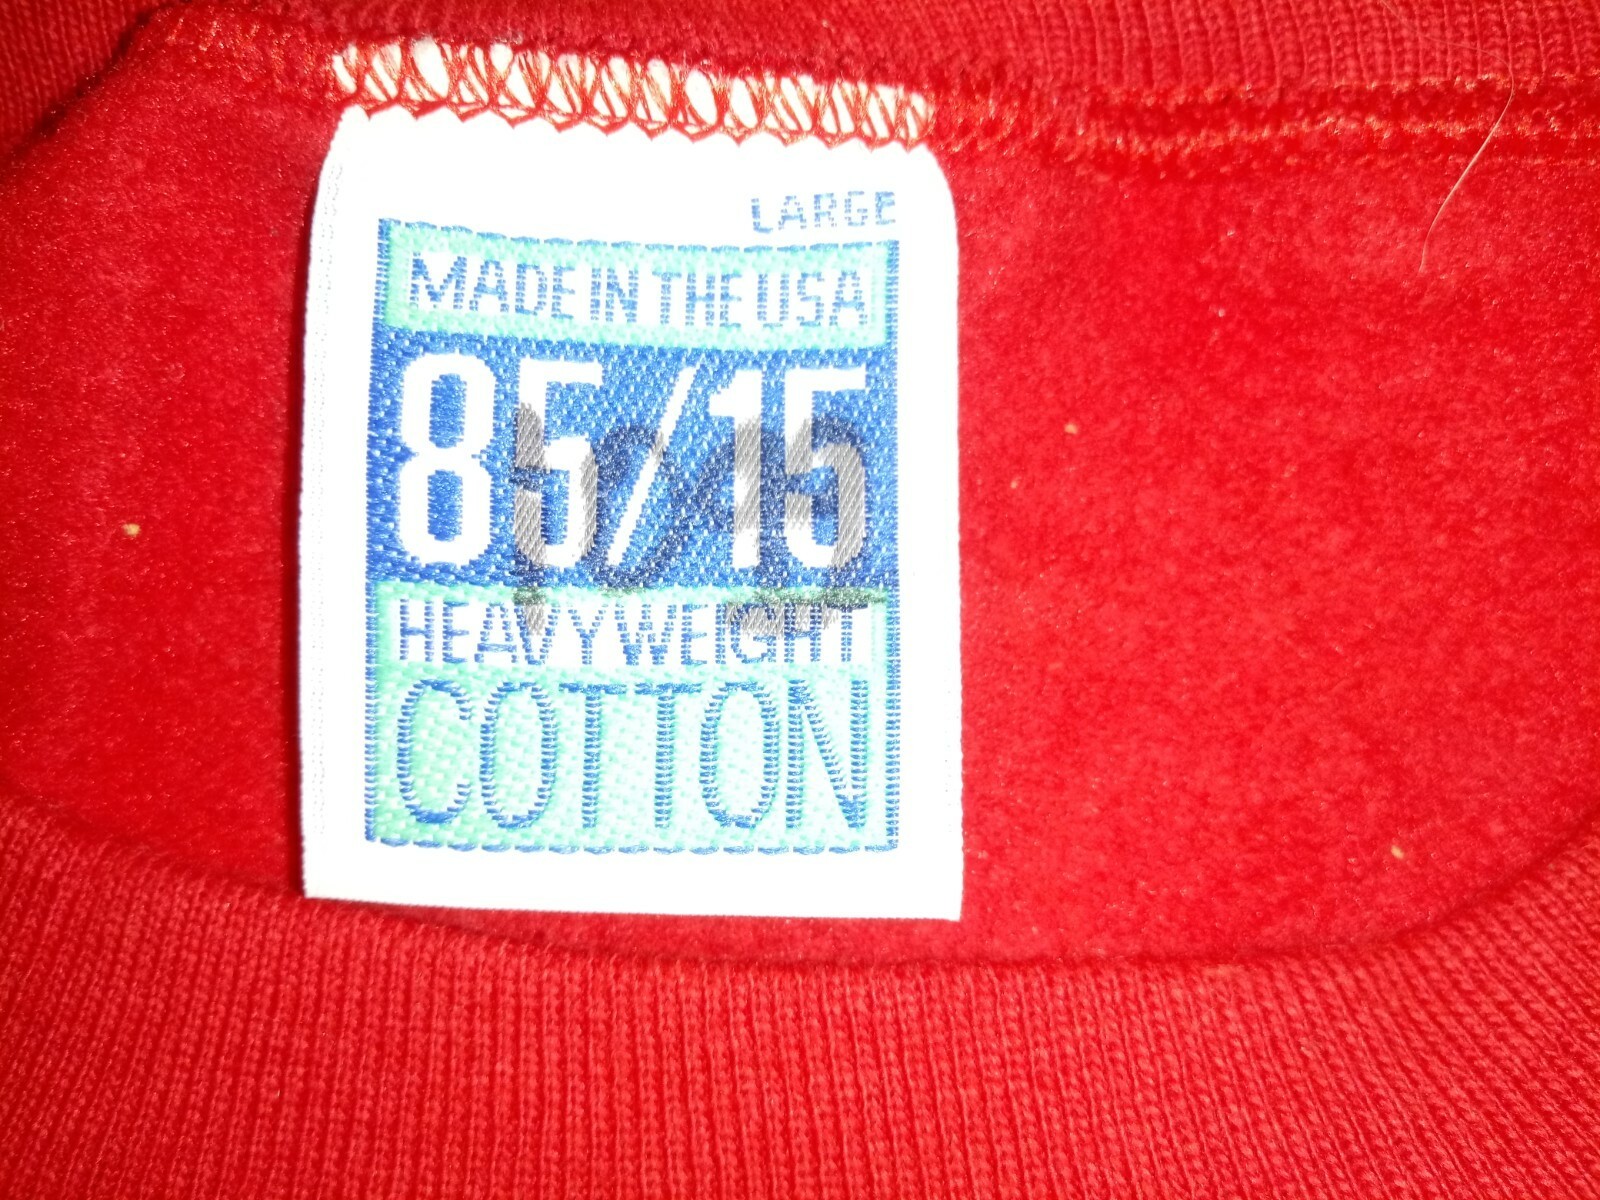 LARGE
MADE IN THE USA
85/15
HEAVYWEIGHT
COTTON